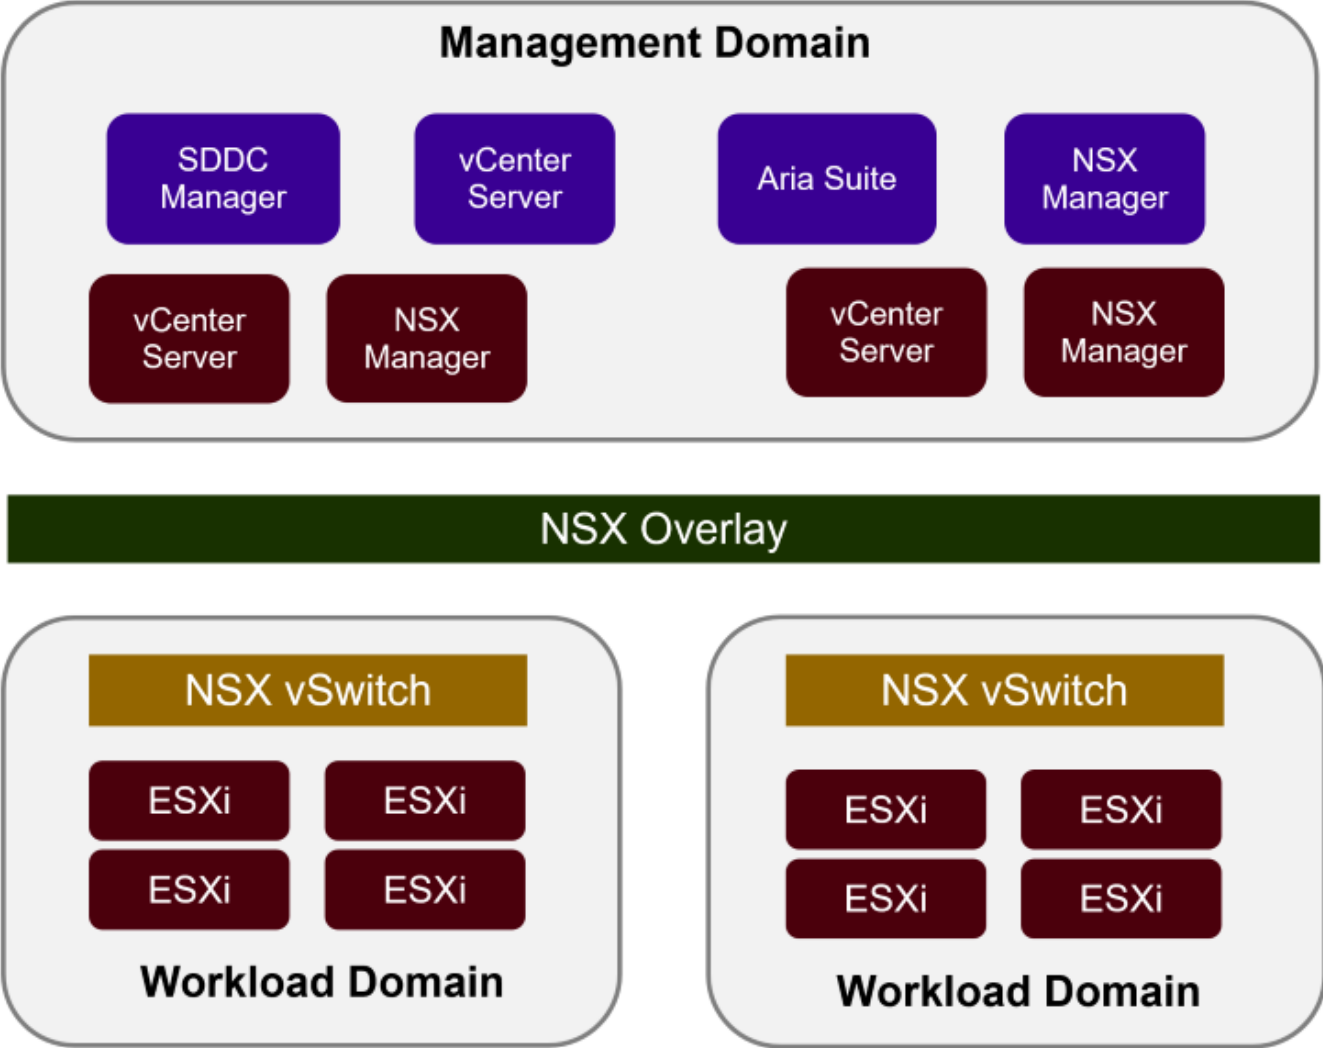 Management Domain
SDDC
Manager
vCenter
Server
Aria Suite
NSX
Manager
vCenter
Server
NSX
Manager
vCenter
Server
NSX
Manager
NSX Overlay
NSX vSwitch
ESXi
ESXi
ESXi
ESXi
Workload Domain
NSX vSwitch
ESXi
ESXi
ESXi
ESXi
Workload Domain